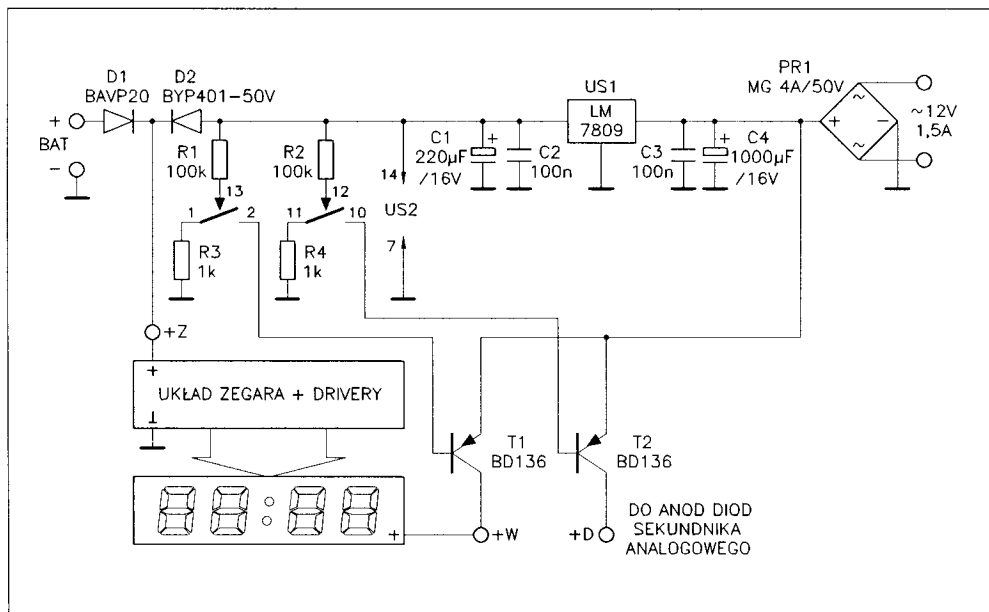 PR1
MG 4A/50V
D1
BAVP20
D2
BYP401-50V
US1
LM
7809
+
BAT
-
R1
100k
R2
100k
13
12
1
2
11
10
14
US2
7
C1
220µF
/16V
+
C2
100n
C3
100n
C4
1000µF
/16V
+
+
-
~
~
~12V
1,5A
R3
1k
R4
1k
+Z
+
UKŁAD ZEGARA + DRIVERY
⊥
T1
BD136
T2
BD136
88:88
+
+W
+D
DO ANOD DIOD
SEKUNDNIKA
ANALOGOWEGO